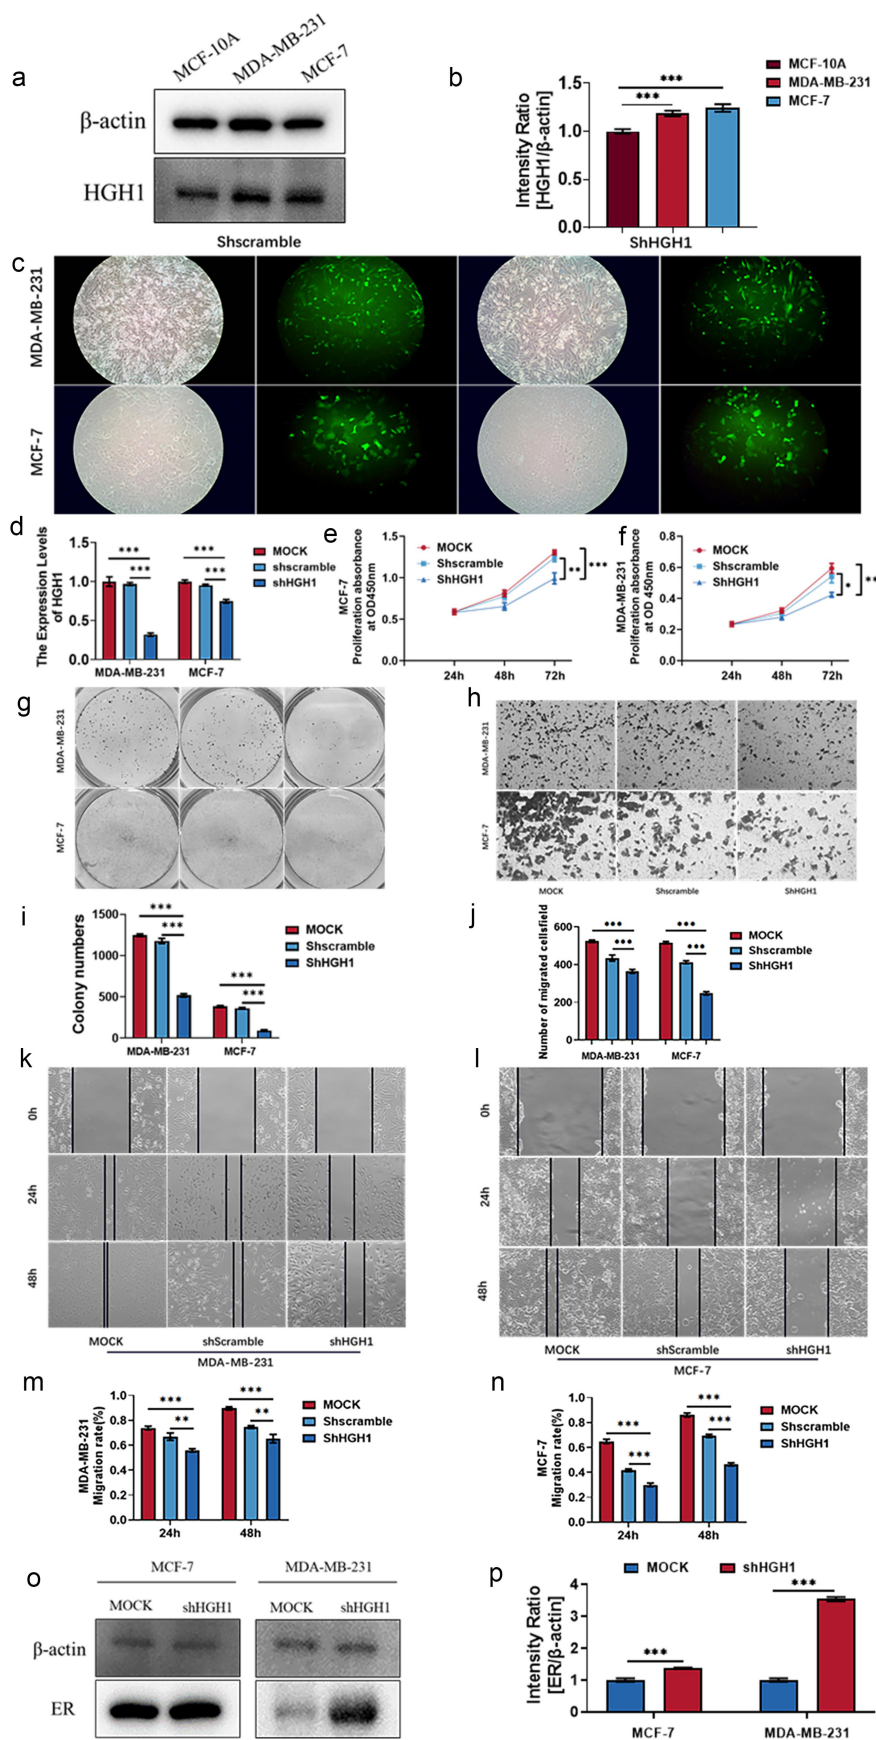 a
MCF-10A
MDA-MB-231
MCF-7
β-actin
HGH1
b
Intensity Ratio
[HGH1/β-actin]
1.5
1.0
0.5
0.0
***
***
MCF-10A
MDA-MB-231
MCF-7
Shscramble
ShHGH1
c
MDA-MB-231
MCF-7
d
The Expression Levels
of HGH1
1.5
1.0
0.5
0.0
***
***
***
***
MDA-MB-231
MCF-7
MOCK
shscramble
shHGH1
e
MCF-7
Proliferation absorbance
at OD450nm
1.5
1.0
0.5
0.0
24h
48h
72h
MOCK
Shscramble
ShHGH1
**
***
f
MDA-MB-231
Proliferation absorbance
at OD 450nm
0.8
0.6
0.4
0.2
0.0
24h
48h
72h
MOCK
Shscramble
ShHGH1
*
**
g
MDA-MB-231
MCF-7
h
MDA-MB-231
MCF-7
MOCK
Shscramble
ShHGH1
i
Colony numbers
1500
1000
500
0
***
***
***
***
MDA-MB-231
MCF-7
MOCK
Shscramble
ShHGH1
j
Number of migrated cellsfield
600
400
200
0
***
***
***
***
MDA-MB-231
MCF-7
MOCK
Shscramble
ShHGH1
k
0h
24h
48h
MOCK
shScramble
shHGH1
MDA-MB-231
l
0h
24h
48h
MOCK
shScramble
shHGH1
MCF-7
m
MDA-MB-231
Migration rate(%)
1.0
0.8
0.6
0.4
0.2
0.0
***
**
***
**
24h
48h
MOCK
Shscramble
ShHGH1
n
MCF-7
Migration rate(%)
1.0
0.8
0.6
0.4
0.2
0.0
***
***
***
***
24h
48h
MOCK
Shscramble
ShHGH1
o
MCF-7
MDA-MB-231
MOCK
shHGH1
MOCK
shHGH1
β-actin
ER
p
MOCK
shHGH1
Intensity Ratio
[ER/β-actin]
4
3
2
1
0
***
***
MCF-7
MDA-MB-231